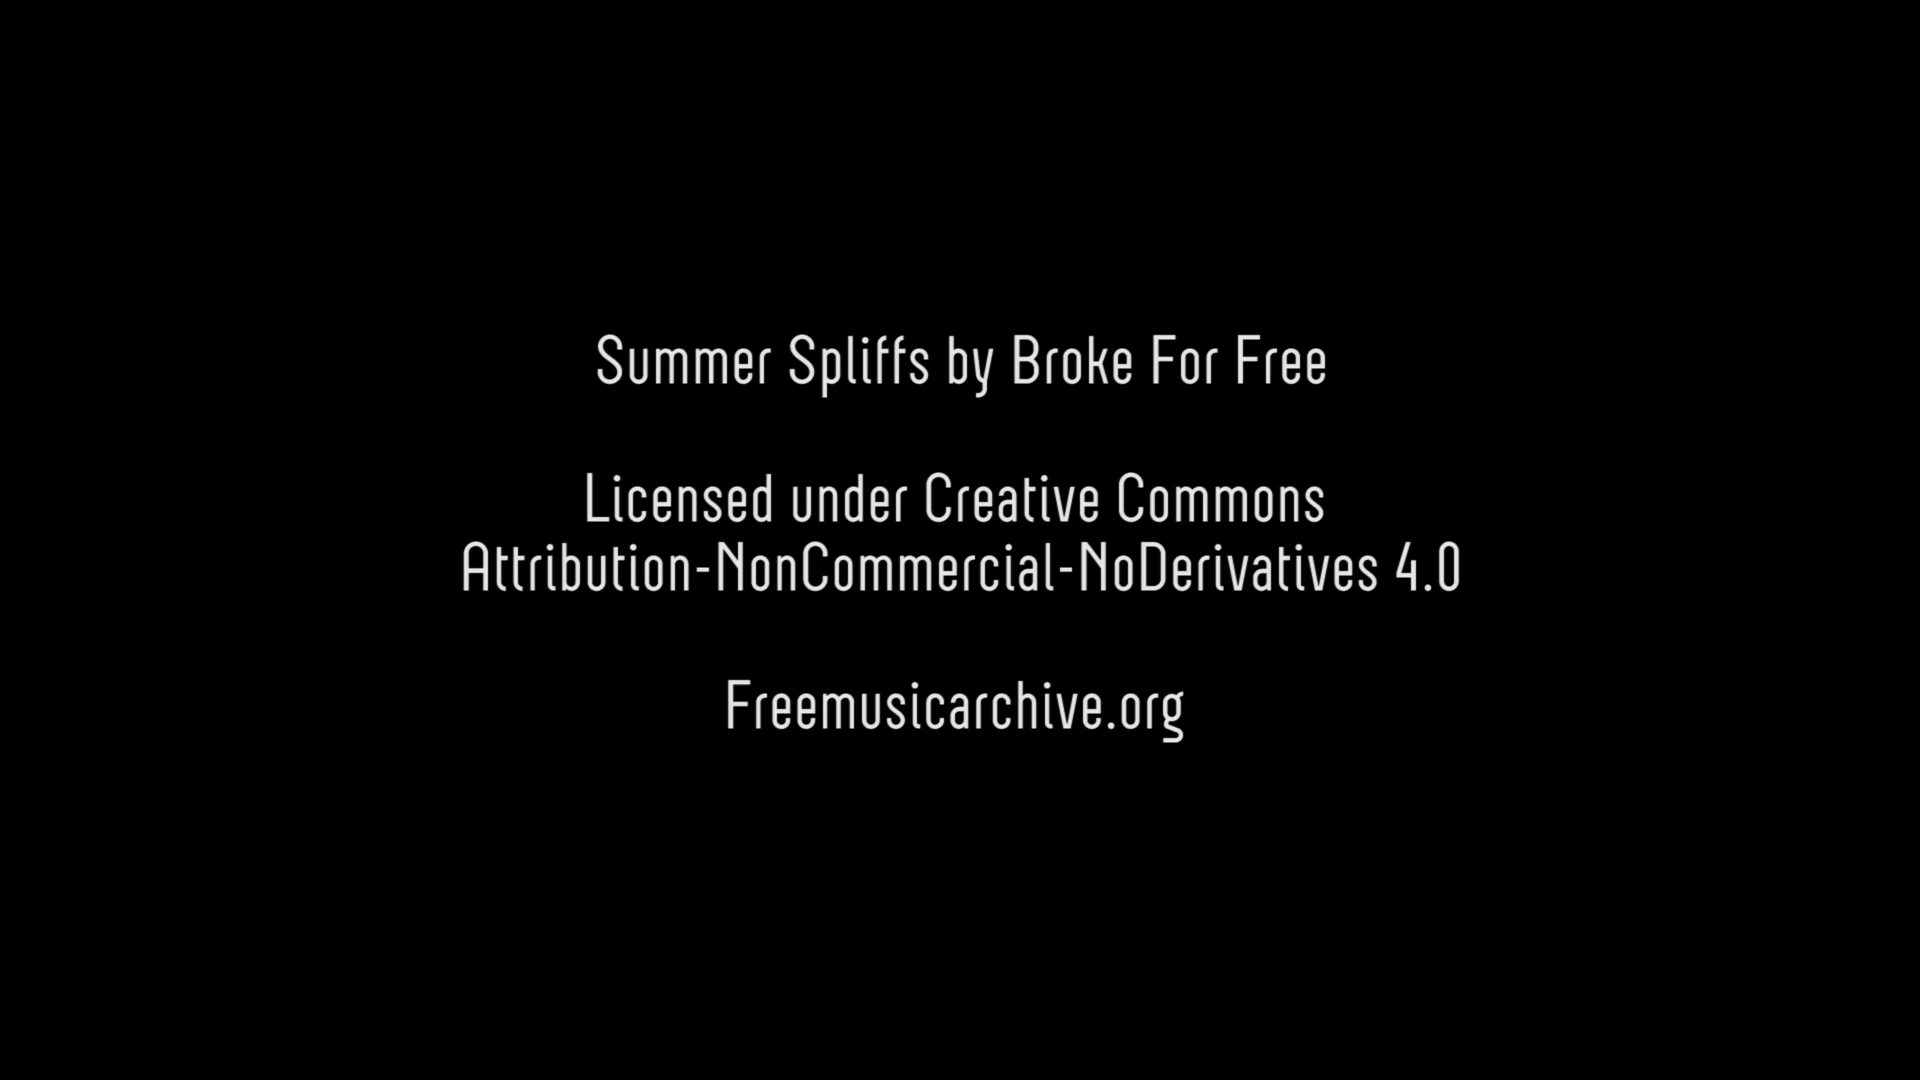 Summer Spliffs by Broke For Free
Licensed under Creative Commons
Attribution-NonCommercial-NoDerivatives 4.0
Freemusicarchive.org